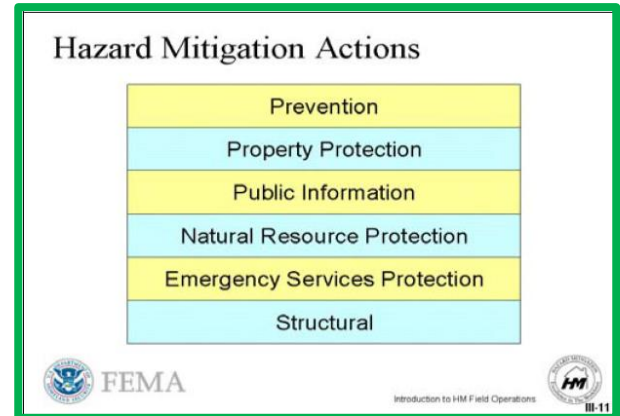 Hazard Mitigation Actions
Prevention
Property Protection
Public Information
Natural Resource Protection
Emergency Services Protection
Structural
FEMA
Introduction to HM Field Operations
HM
III-11